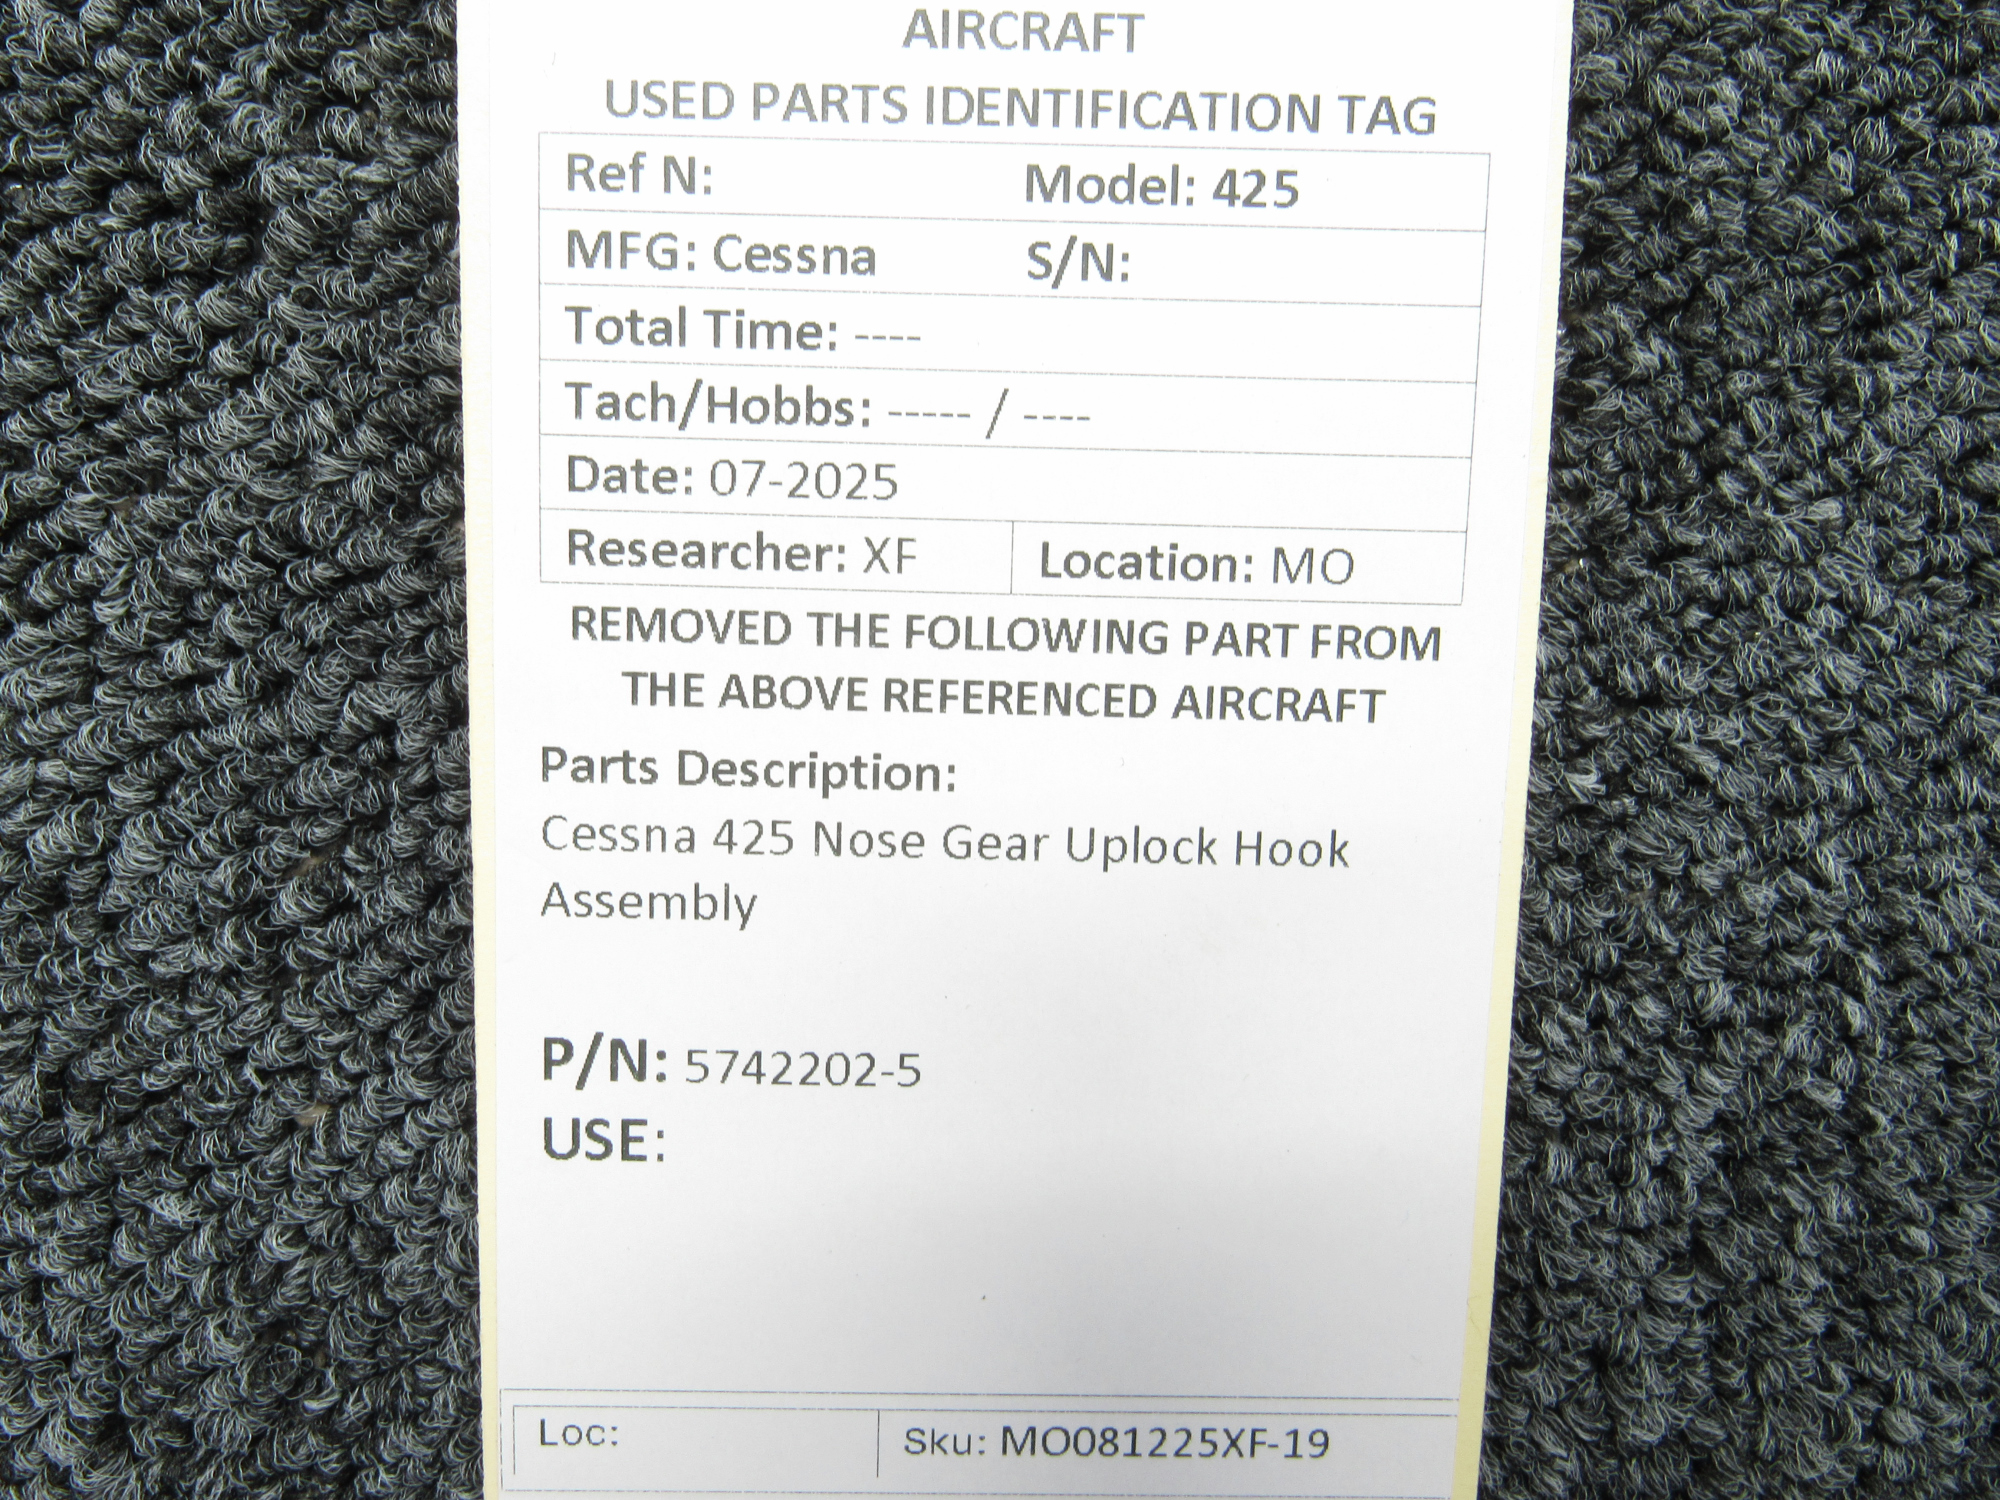 AIRCRAFT
USED PARTS IDENTIFICATION TAG
Ref N: Model: 425
MFG: Cessna S/N:
Total Time: ----
Tach/Hobbs: ----- / ----
Date: 07-2025
Researcher: XF Location: MO
REMOVED THE FOLLOWING PART FROM
THE ABOVE REFERENCED AIRCRAFT
Parts Description:
Cessna 425 Nose Gear Uplock Hook
Assembly
P/N: 5742202-5
USE:
Loc: Sku: MO081225XF-19